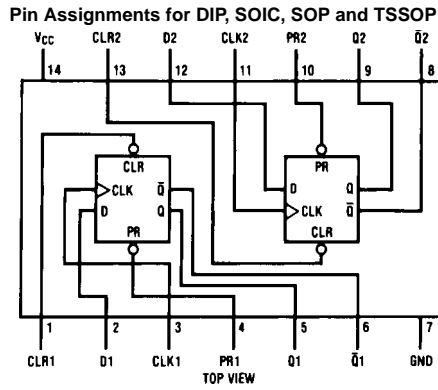 Pin Assignments for DIP, SOIC, SOP and TSSOP
VCC CLR2 D2 CLK2 PR2 Q2 Q̅2
14 13 12 11 10 9 8
CLR PR
CLK Q̅ D Q
D Q CLK Q̅
PR CLR
1 2 3 4 5 6 7
CLR1 D1 CLK1 PR1 Q1 Q̅1 GND
TOP VIEW